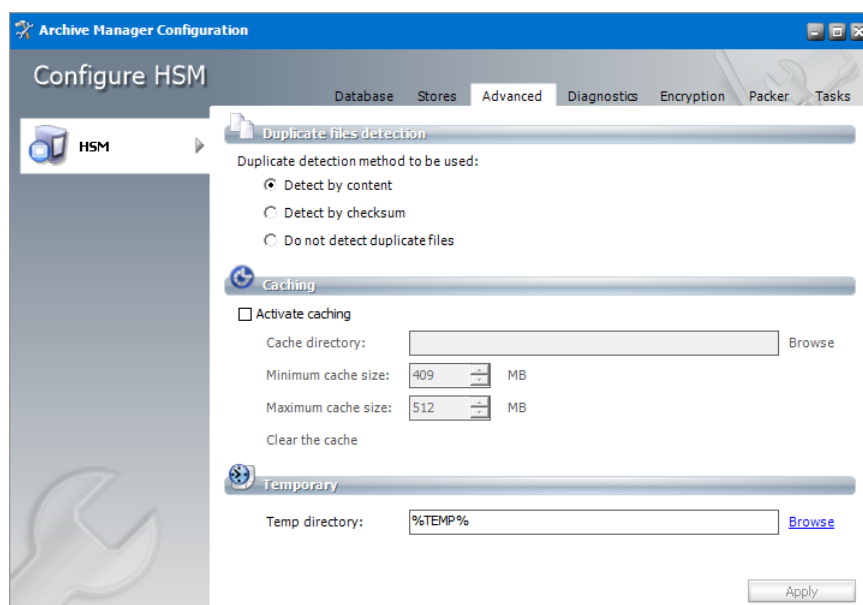 Archive Manager Configuration
Configure HSM
Database Stores Advanced Diagnostics Encryption Packer Tasks
HSM
Duplicate files detection
Duplicate detection method to be used:
Detect by content
Detect by checksum
Do not detect duplicate files
Caching
Activate caching
Cache directory: Browse
Minimum cache size: 409 MB
Maximum cache size: 512 MB
Clear the cache
Temporary
Temp directory: %TEMP% Browse
Apply